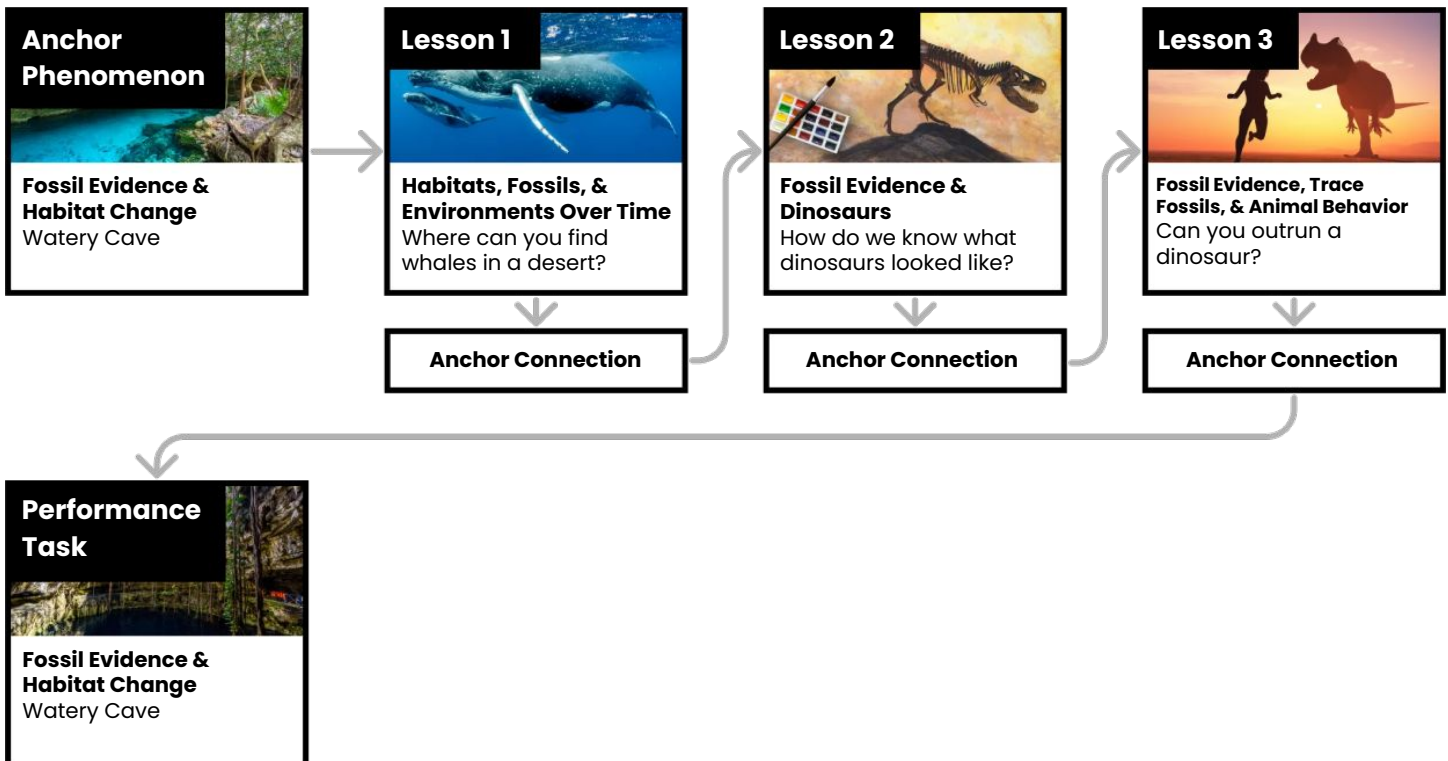 Anchor
Phenomenon
Fossil Evidence &
Habitat Change
Watery Cave
Lesson 1
Habitats, Fossils, &
Environments Over Time
Where can you find
whales in a desert?
Anchor Connection
Lesson 2
Fossil Evidence &
Dinosaurs
How do we know what
dinosaurs looked like?
Anchor Connection
Lesson 3
Fossil Evidence, Trace
Fossils, & Animal Behavior
Can you outrun a
dinosaur?
Anchor Connection
Performance
Task
Fossil Evidence &
Habitat Change
Watery Cave